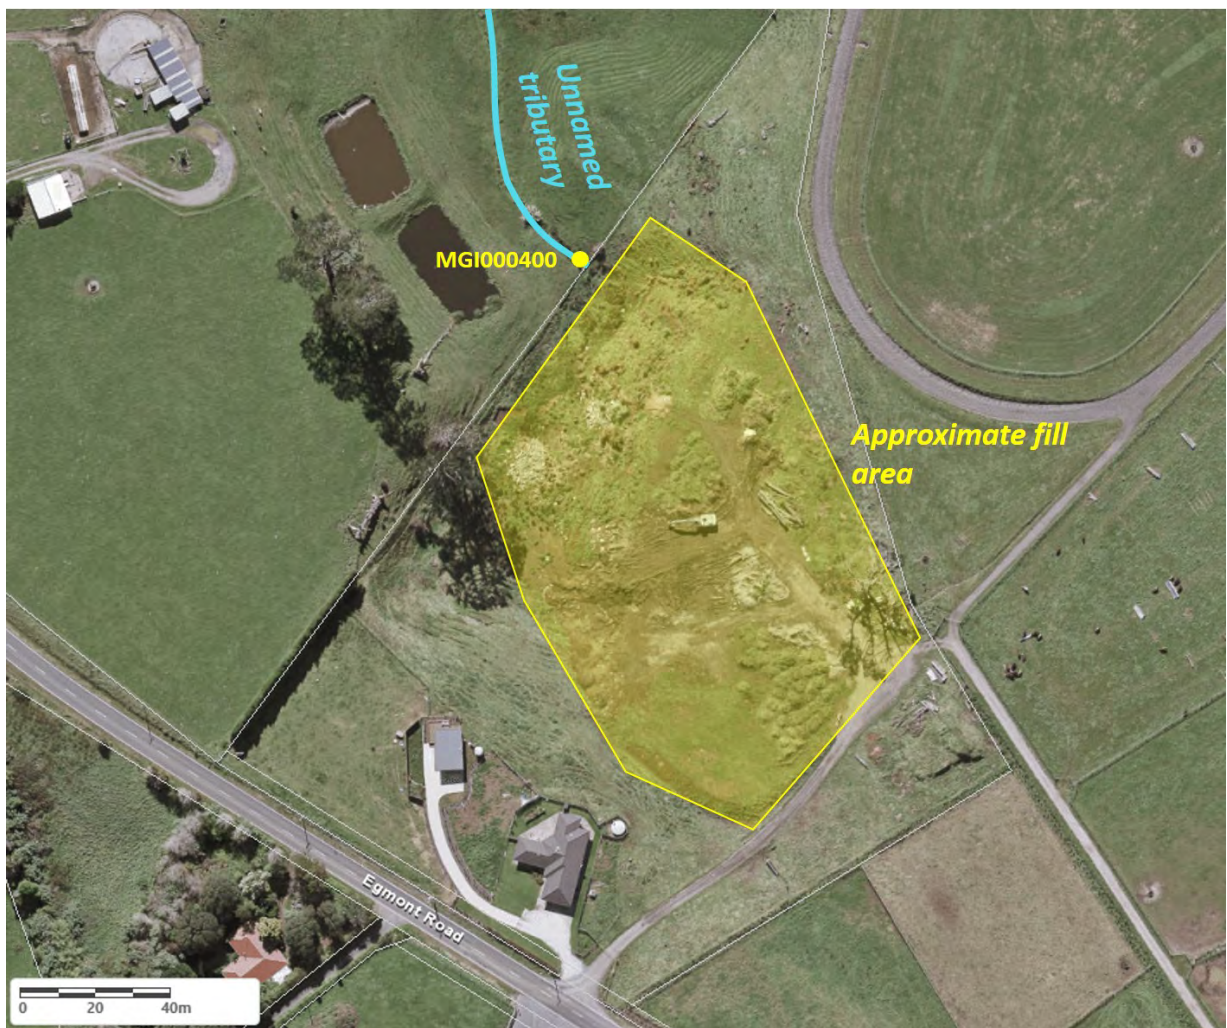 Unnamed
tributary
MGI000400
Approximate fill
area
Egmont Road
0 20 40m